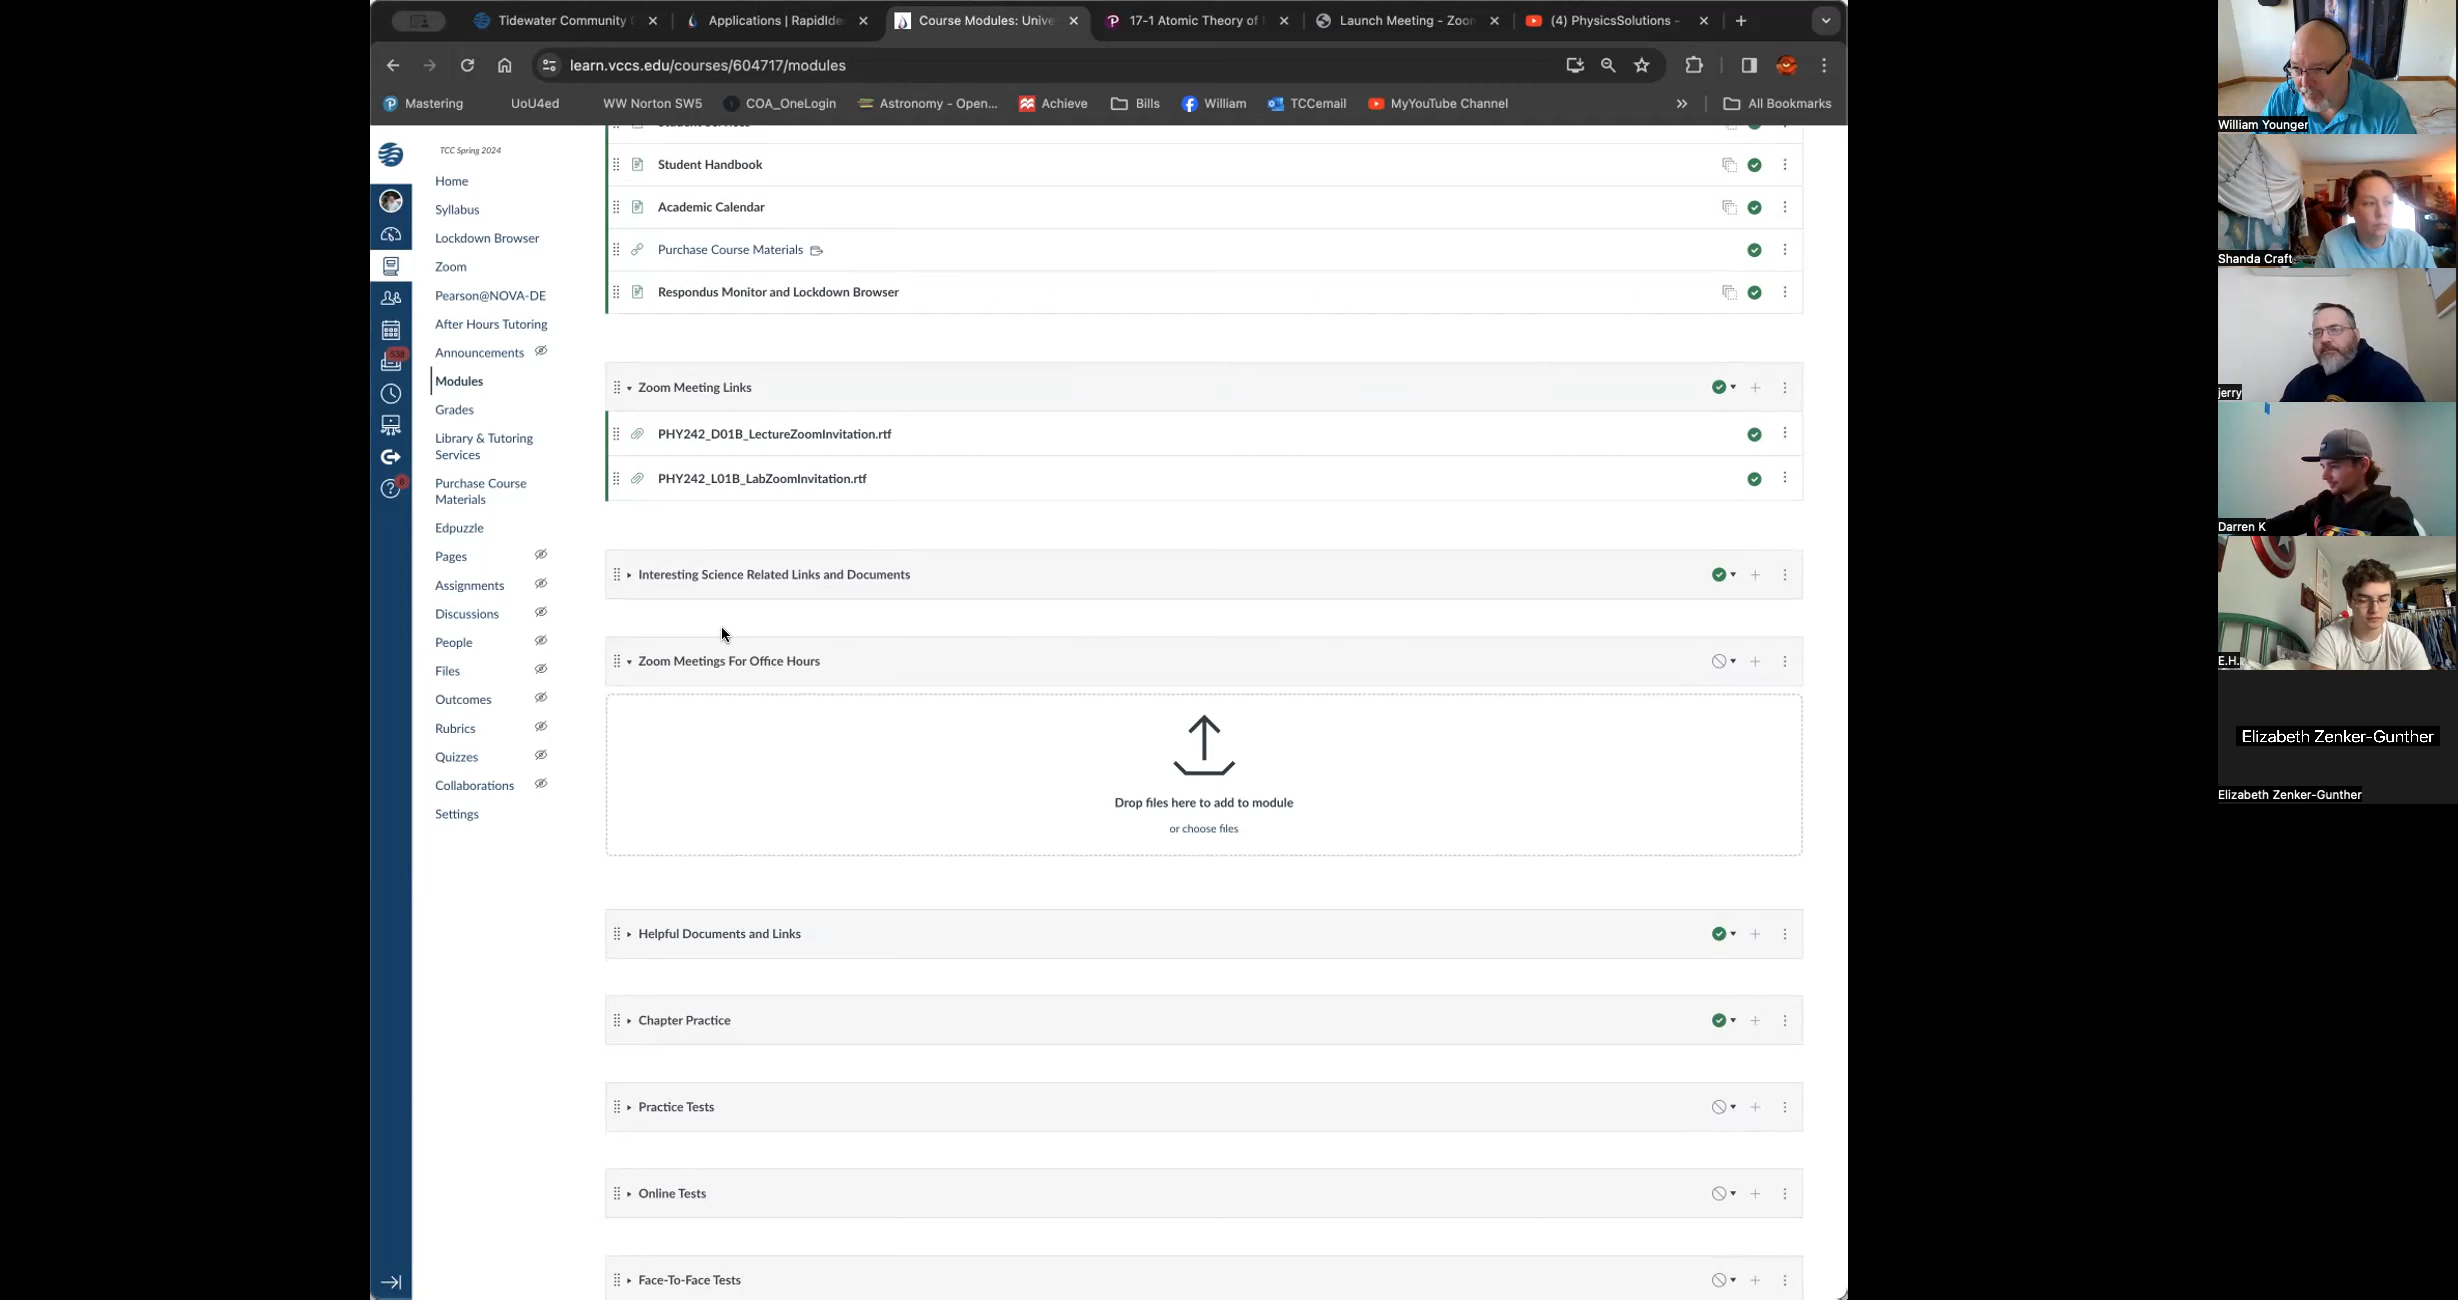 Tidewater Community
Applications | RapidIde
Course Modules: Unive
17-1 Atomic Theory of
Launch Meeting - Zoo
(4) PhysicsSolutions -
learn.vccs.edu/courses/604717/modules
Mastering
UoU4ed
WW Norton SW5
COA_OneLogin
Astronomy - Open...
Achieve
Bills
William
TCCemail
MyYouTube Channel
All Bookmarks
TCC Spring 2024
Home
Syllabus
Lockdown Browser
Zoom
Pearson@NOVA-DE
After Hours Tutoring
Announcements
Modules
Grades
Library & Tutoring
Services
Purchase Course
Materials
Edpuzzle
Pages
Assignments
Discussions
People
Files
Outcomes
Rubrics
Quizzes
Collaborations
Settings
538
8
Student Handbook
Academic Calendar
Purchase Course Materials
Respondus Monitor and Lockdown Browser
Zoom Meeting Links
PHY242_D01B_LectureZoomInvitation.rtf
PHY242_L01B_LabZoomInvitation.rtf
Interesting Science Related Links and Documents
Zoom Meetings For Office Hours
Drop files here to add to module
or choose files
Helpful Documents and Links
Chapter Practice
Practice Tests
Online Tests
Face-To-Face Tests
William Younger
Shanda Craft
jerry
Darren K
E.H.
Elizabeth Zenker-Gunther
Elizabeth Zenker-Gunther